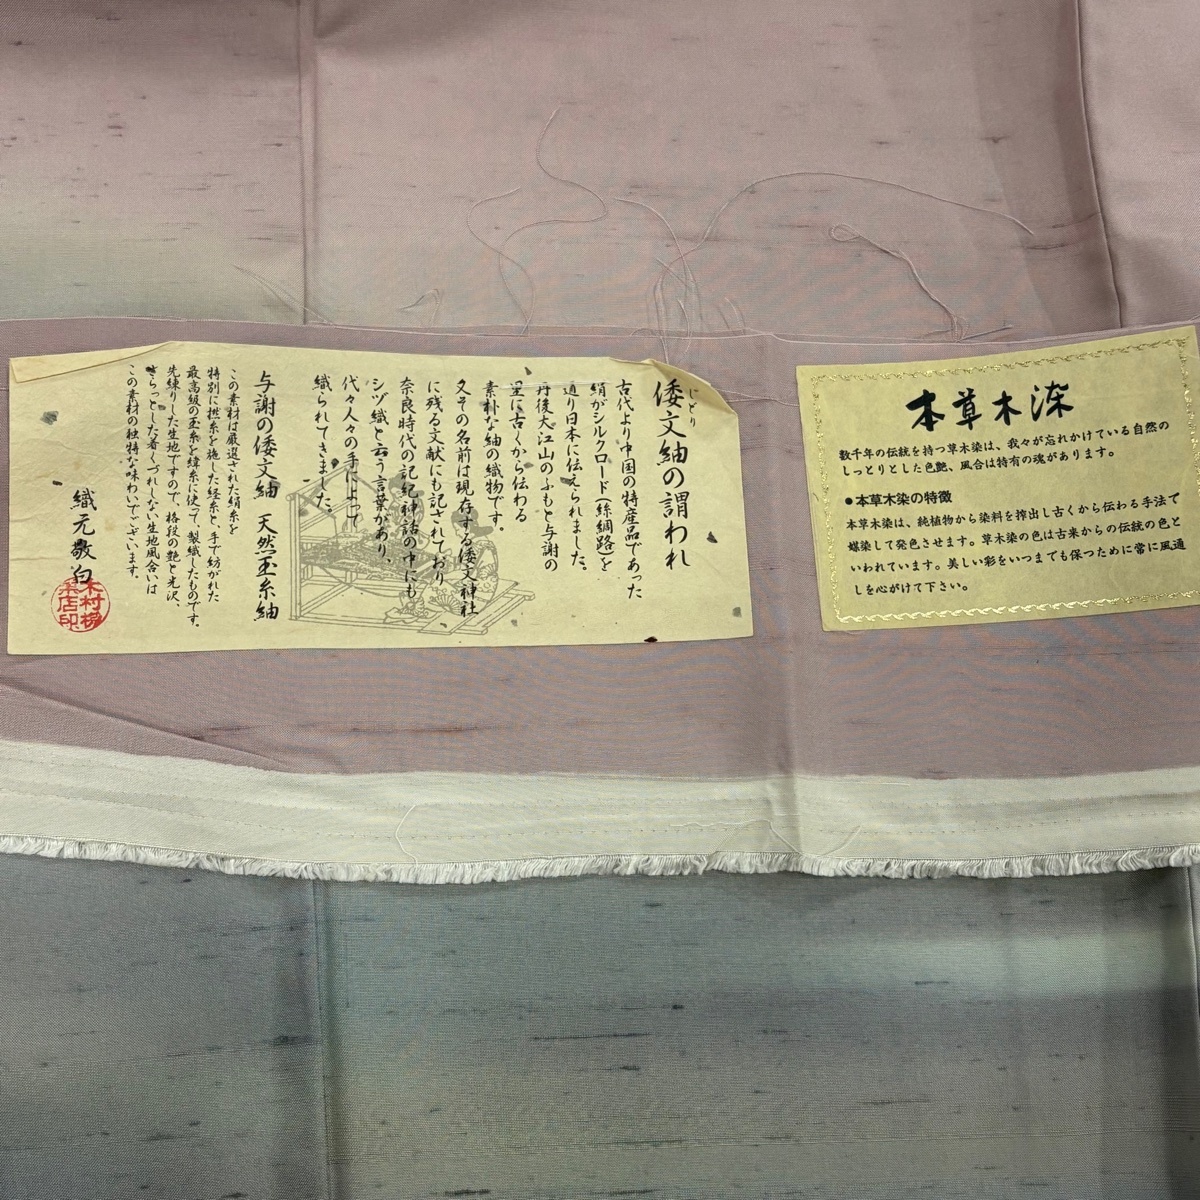 倭文紬の謂われ
しどり
古代より中国の特産品であった
絹がシルクロード(絲綢路)を
通り日本に伝えられました。
丹後大江山のふもと与謝の
里に古くから伝わる
素朴な紬の織物です。
又その名前は現存する倭文神社
に残る文献にも記されており
奈良時代の記紀神話の中にも
シヅ織と云う言葉があり、
代々人々の手によって
織られてきました。
与謝の倭文紬 天然玉糸紬
この素材は厳選された絹糸を
特別に撚糸を施した経糸と、手で紡がれた
最高級の玉糸を緯糸に使って、製織したものです。
先練りした生地ですので、格段の艶と光沢、
さらっとした着くづれしない生地風合いは
この素材の独特な味わいでございます。
織元敬白
本草木染
数千年の伝統を持つ草木染は、我々が忘れかけている自然の
しっとりとした色艶、風合は特有の魂があります。
●本草木染の特徴
本草木染は、純植物から染料を搾出し古くから伝わる手法で
媒染して発色させます。草木染の色は古来からの伝統の色と
いわれています。美しい彩をいつまでも保つために常に風通
しを心がけて下さい。